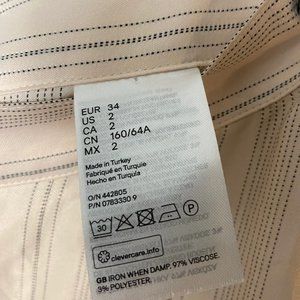 EUR 34
US 2
CA 2
CN 160/64A
MX 2
Made in Turkey
Fabriqué en Turquie
Hecho en Turquía
O/N 442805
P/N 0783330 9
30
clevercare.info
GB IRON WHEN DAMP. 97% VISCOSE.
3% POLYESTER.